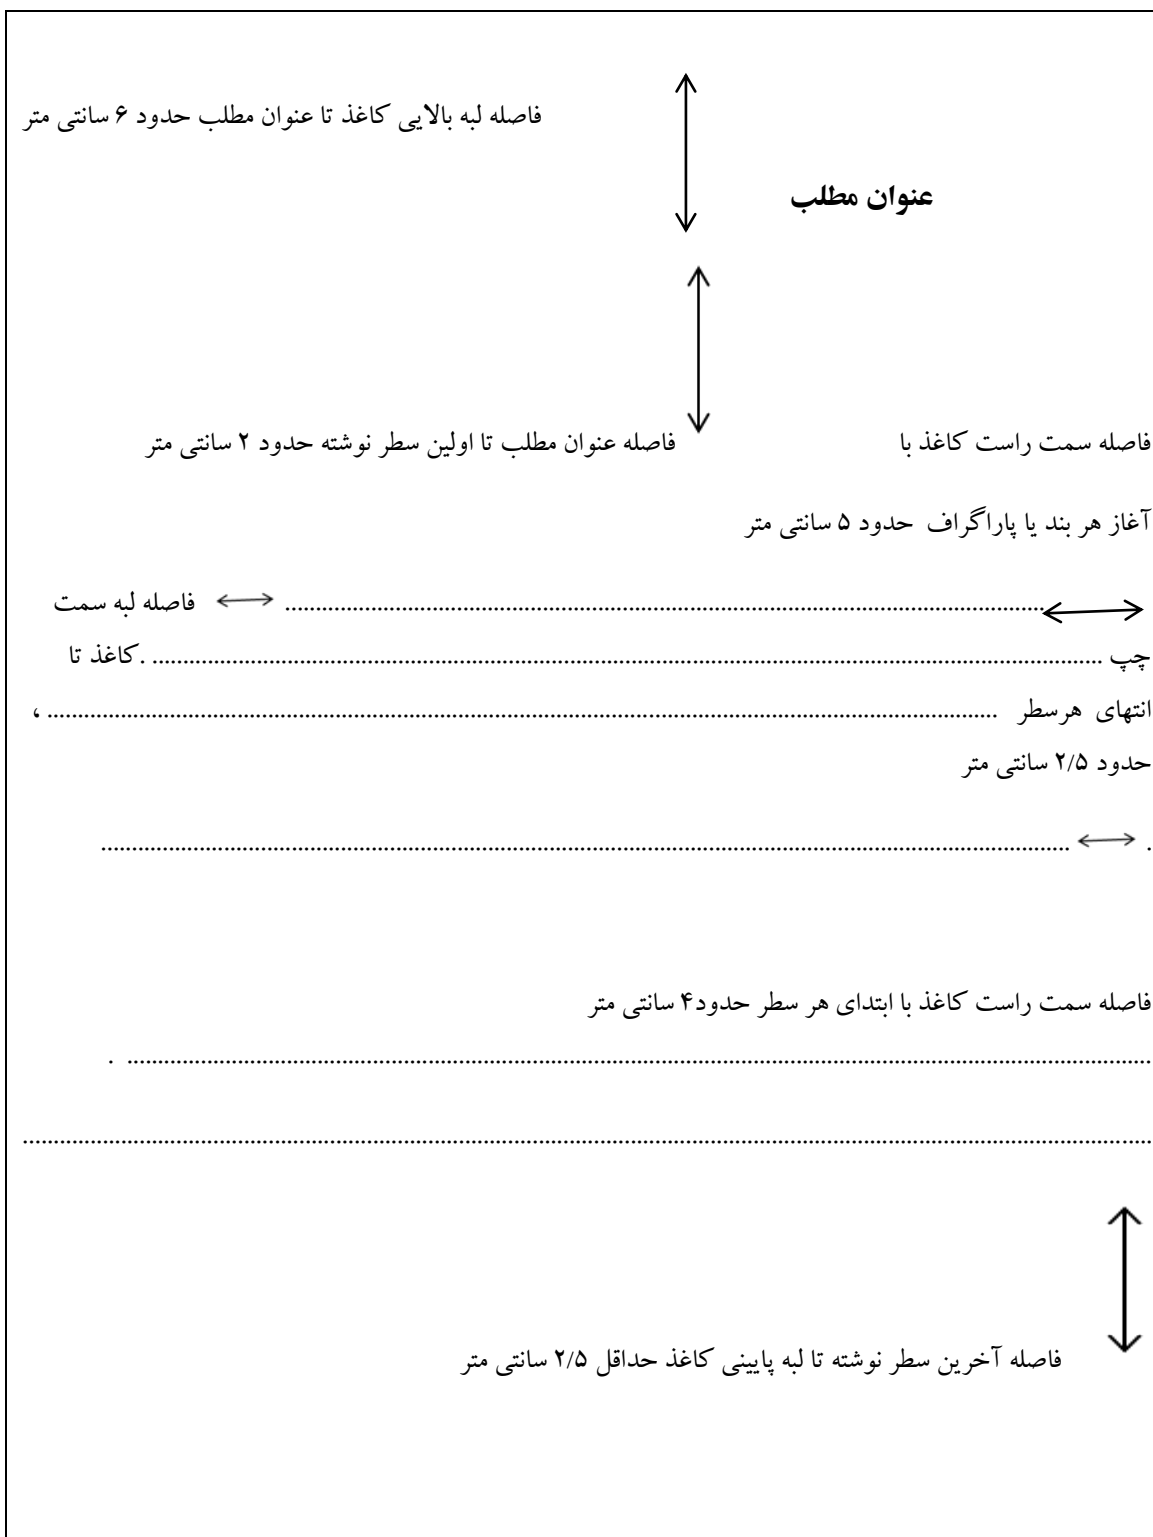 فاصله لبه بالایی کاغذ تا عنوان مطلب حدود ۶ سانتی متر
عنوان مطلب
فاصله سمت راست کاغذ با فاصله عنوان مطلب تا اولین سطر نوشته حدود ۲ سانتی متر
آغاز هر بند یا پاراگراف حدود ۵ سانتی متر
........................................................................................................................ فاصله لبه سمت
چپ ........................................................................................................................ .کاغذ تا
انتهای هرسطر ........................................................................................................................ ،
حدود ۲/۵ سانتی متر
. ........................................................................................................................
فاصله سمت راست کاغذ با ابتدای هر سطر حدود۴ سانتی متر
........................................................................................................................ .
........................................................................................................................
فاصله آخرین سطر نوشته تا لبه پایینی کاغذ حداقل ۲/۵ سانتی متر